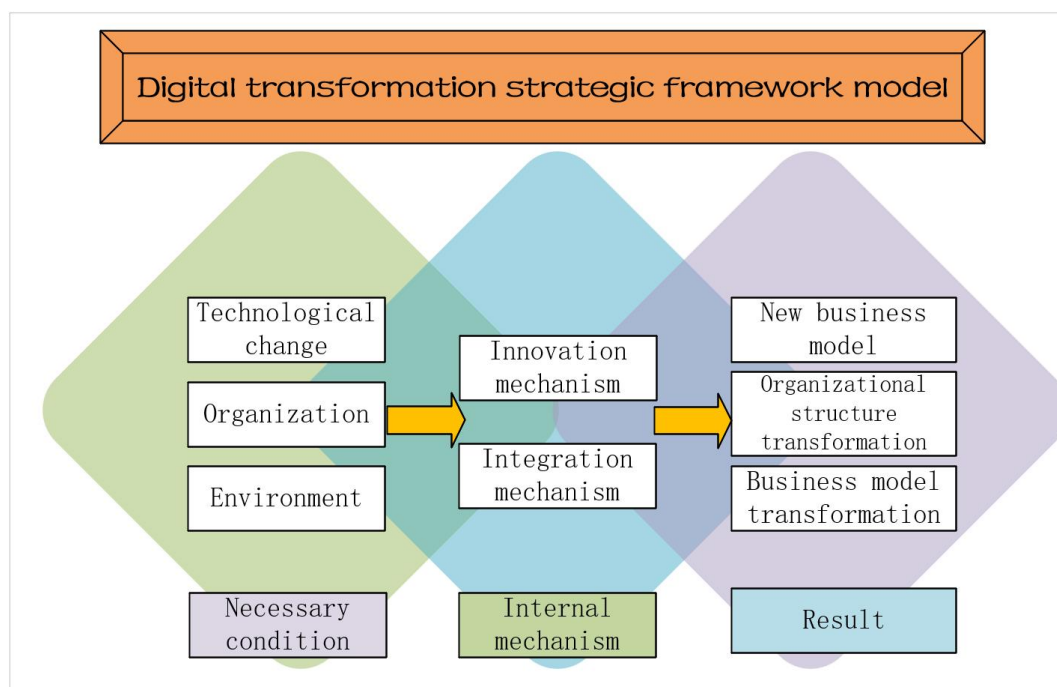 Digital transformation strategic framework model
Technological
change
Organization
Environment
Necessary
condition
Innovation
mechanism
Integration
mechanism
Internal
mechanism
New business
model
Organizational
structure
transformation
Business model
transformation
Result